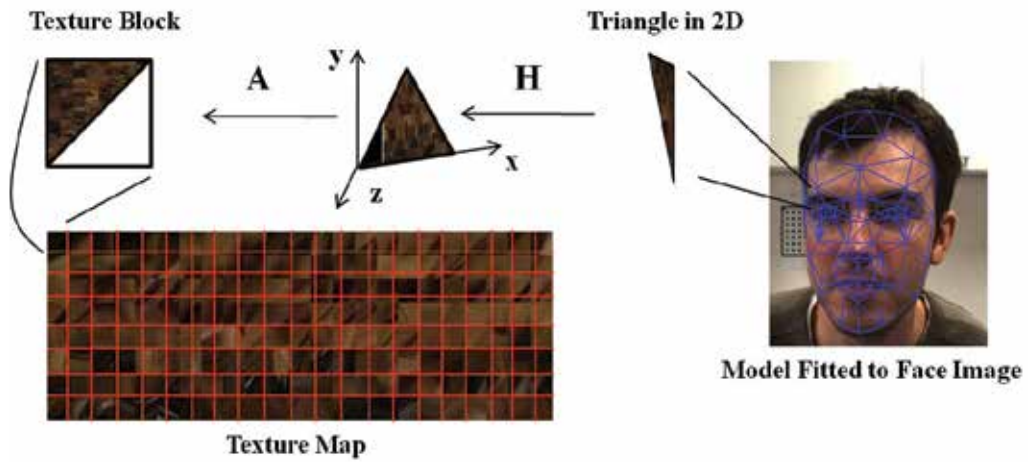 Texture Block
Triangle in 2D
A
H
y
x
z
Model Fitted to Face Image
Texture Map